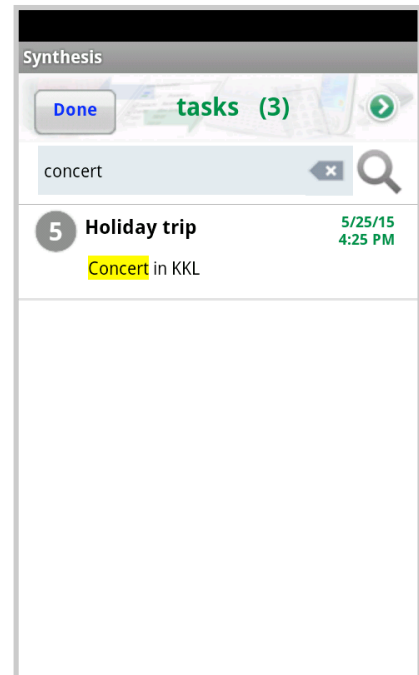 Synthesis
Done tasks (3)
concert
5 Holiday trip 5/25/15
4:25 PM
Concert in KKL